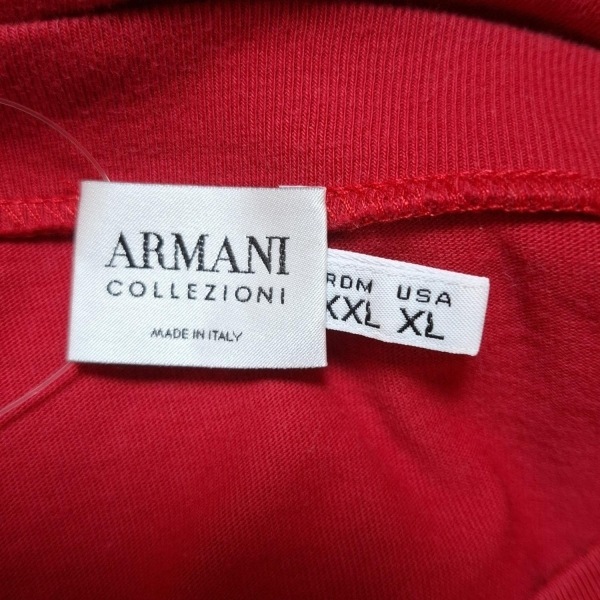 ARMANI
COLLEZIONI
MADE IN ITALY
RDM USA
XXL XL